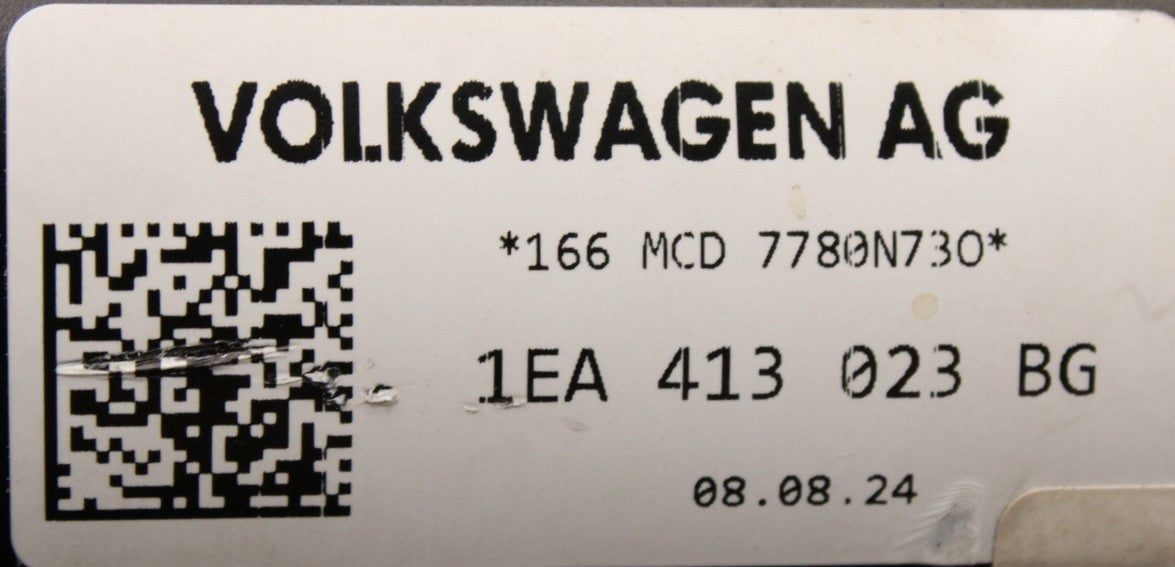 VOLKSWAGEN AG
*166 MCD 7780N730*
1EA 413 023 BG
08.08.24